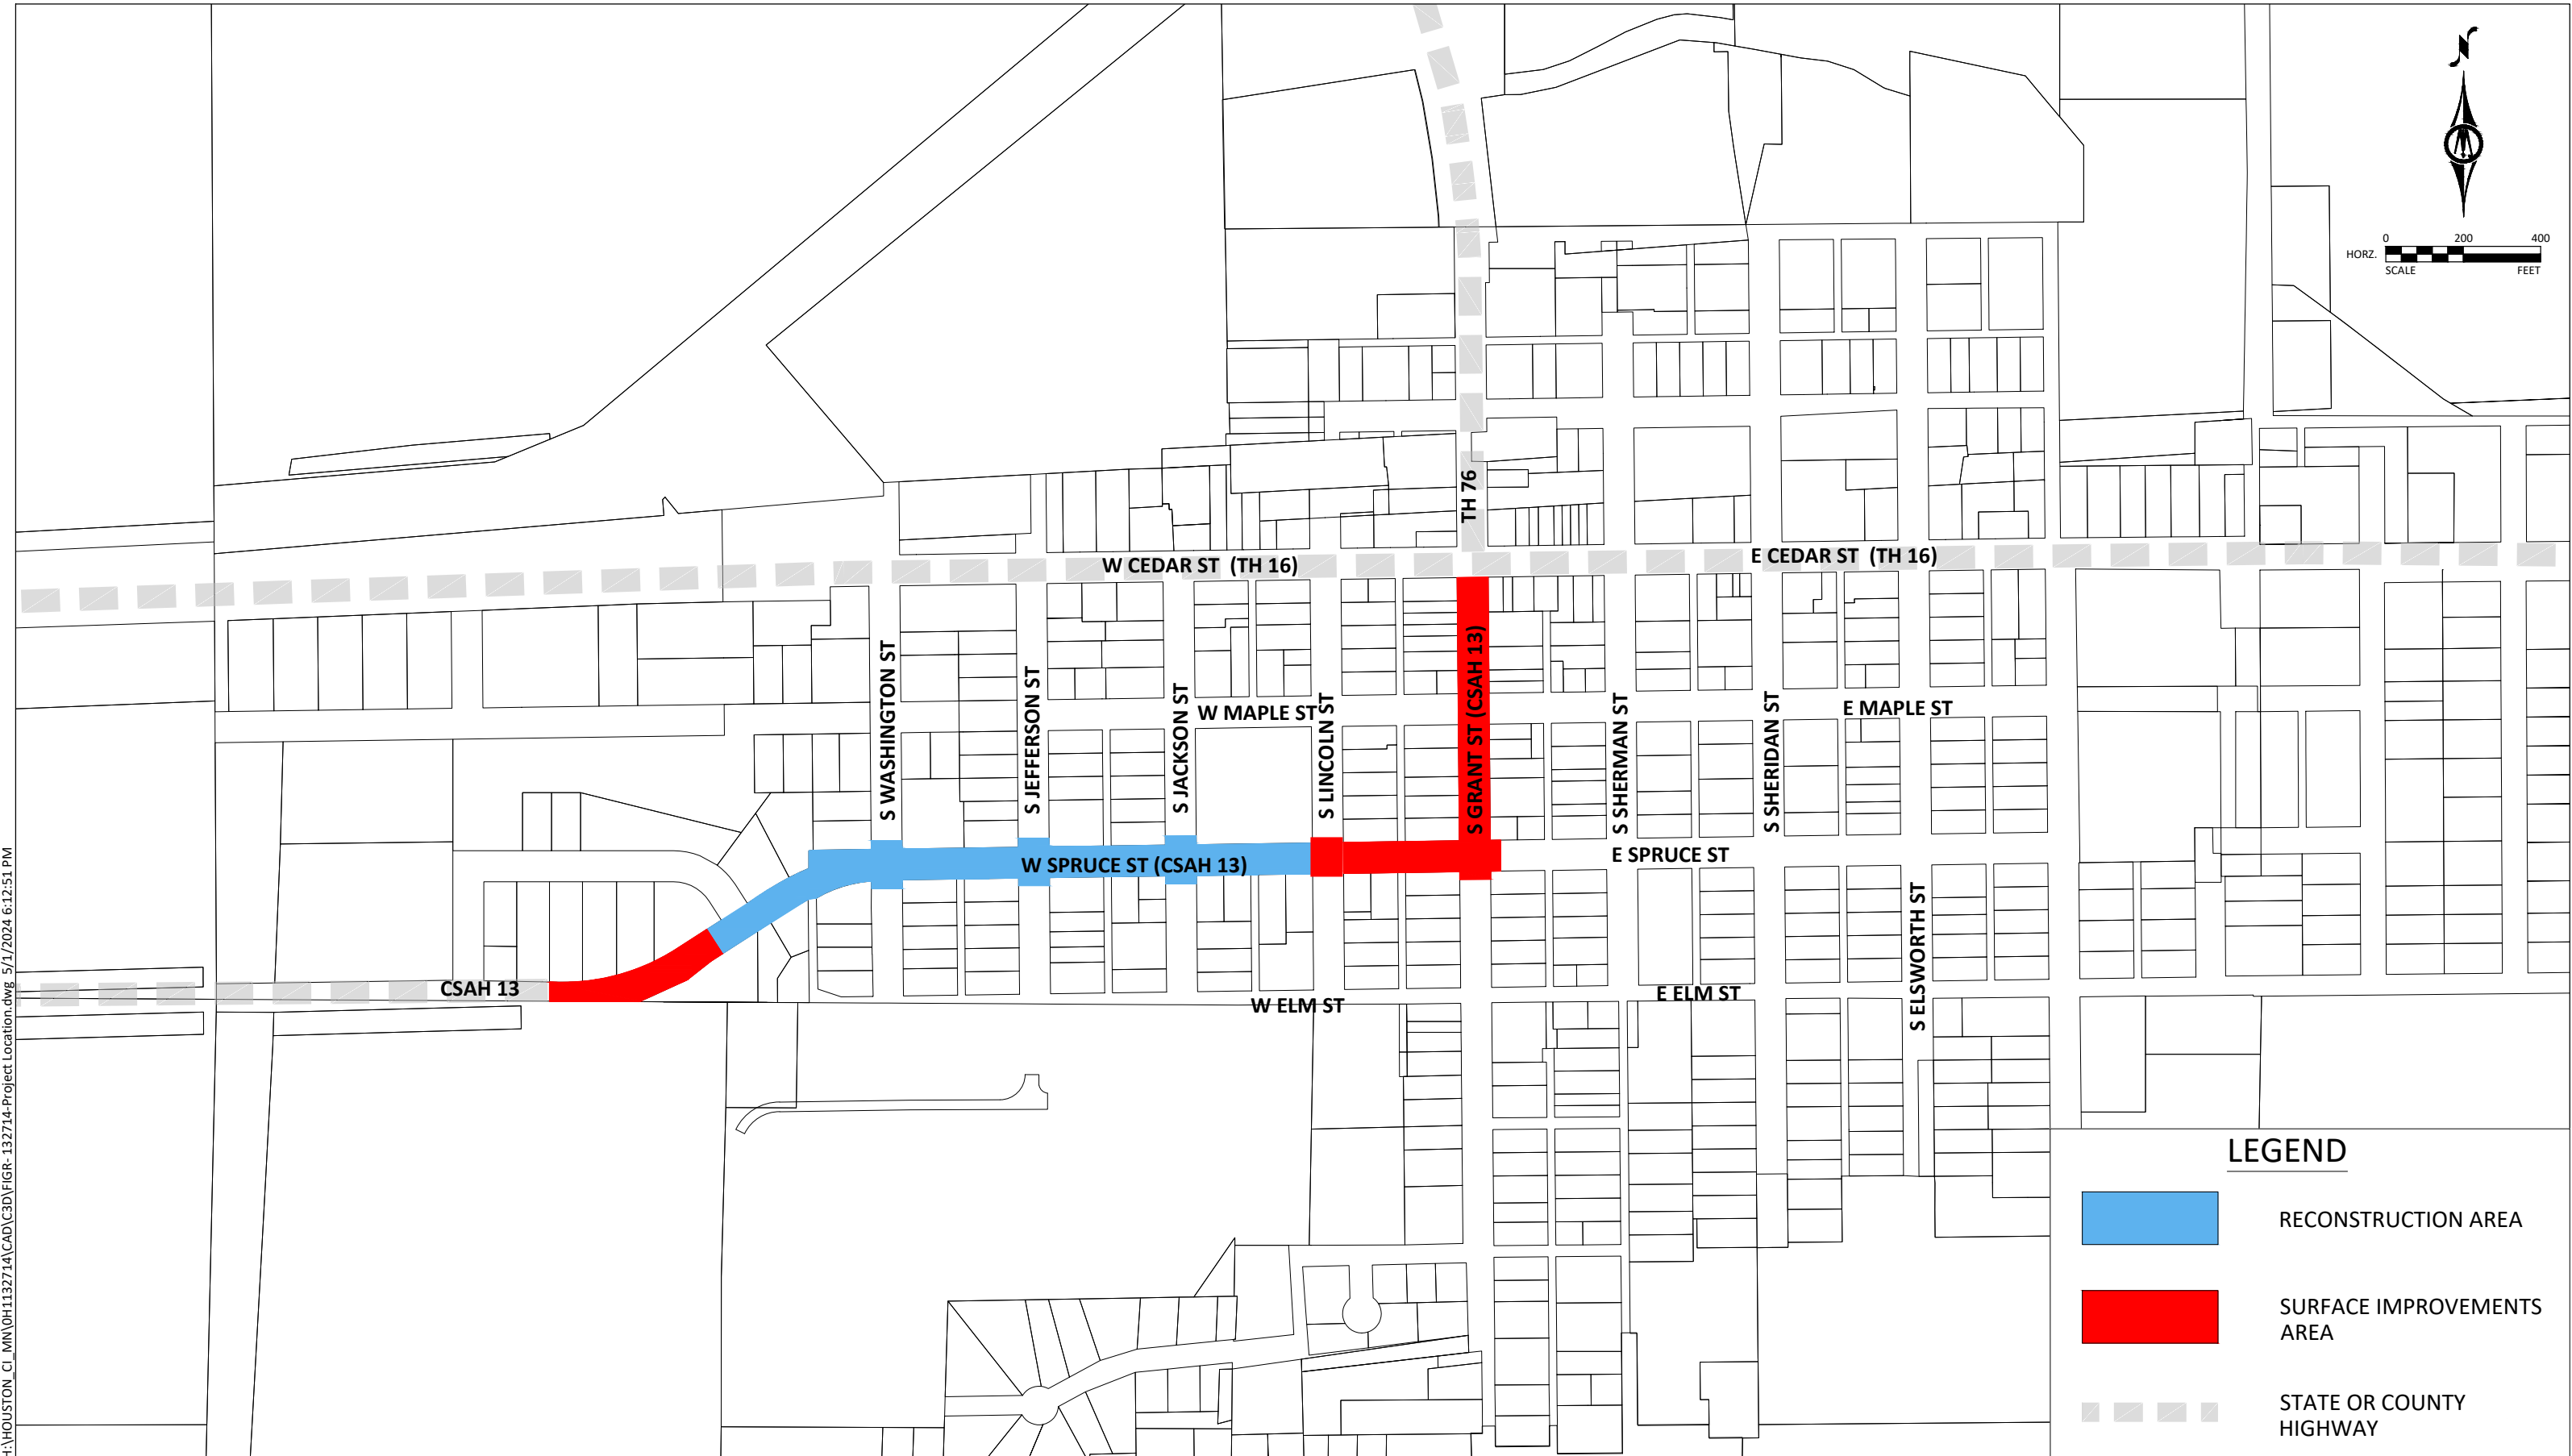 N
0 200 400
HORZ.
SCALE FEET
TH 76
W CEDAR ST (TH 16)
E CEDAR ST (TH 16)
S WASHINGTON ST
S JEFFERSON ST
S JACKSON ST
S LINCOLN ST
S GRANT ST (CSAH 13)
S SHERMAN ST
S SHERIDAN ST
W MAPLE ST
E MAPLE ST
W SPRUCE ST (CSAH 13)
E SPRUCE ST
S ELSWORTH ST
CSAH 13
W ELM ST
E ELM ST
LEGEND
RECONSTRUCTION AREA
SURFACE IMPROVEMENTS
AREA
STATE OR COUNTY
HIGHWAY
H:\HOUSTON_CI_MN\0H1132714\CAD\C3D\FIGR-132714-Project Location.dwg 5/1/2024 6:12:51 PM